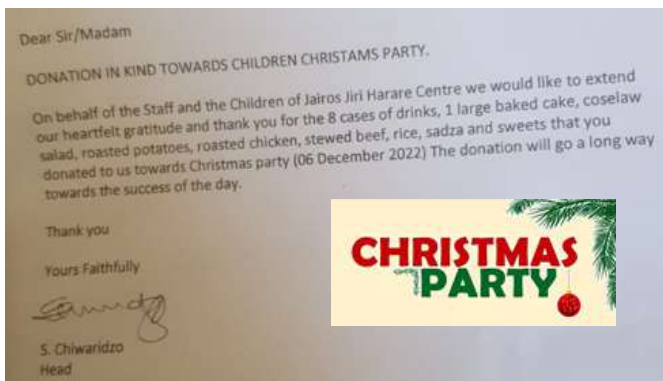 Dear Sir/Madam
DONATION IN KIND TOWARDS CHILDREN CHRISTAMS PARTY.
On behalf of the Staff and the Children of Jairos Jiri Harare Centre we would like to extend
our heartfelt gratitude and thank you for the 8 cases of drinks, 1 large baked cake, coselaw
salad, roasted potatoes, roasted chicken, stewed beef, rice, sadza and sweets that you
donated to us towards Christmas party (06 December 2022) The donation will go a long way
towards the success of the day.
Thank you
Yours Faithfully
S. Chiwaridzo
Head
CHRISTMAS
PARTY